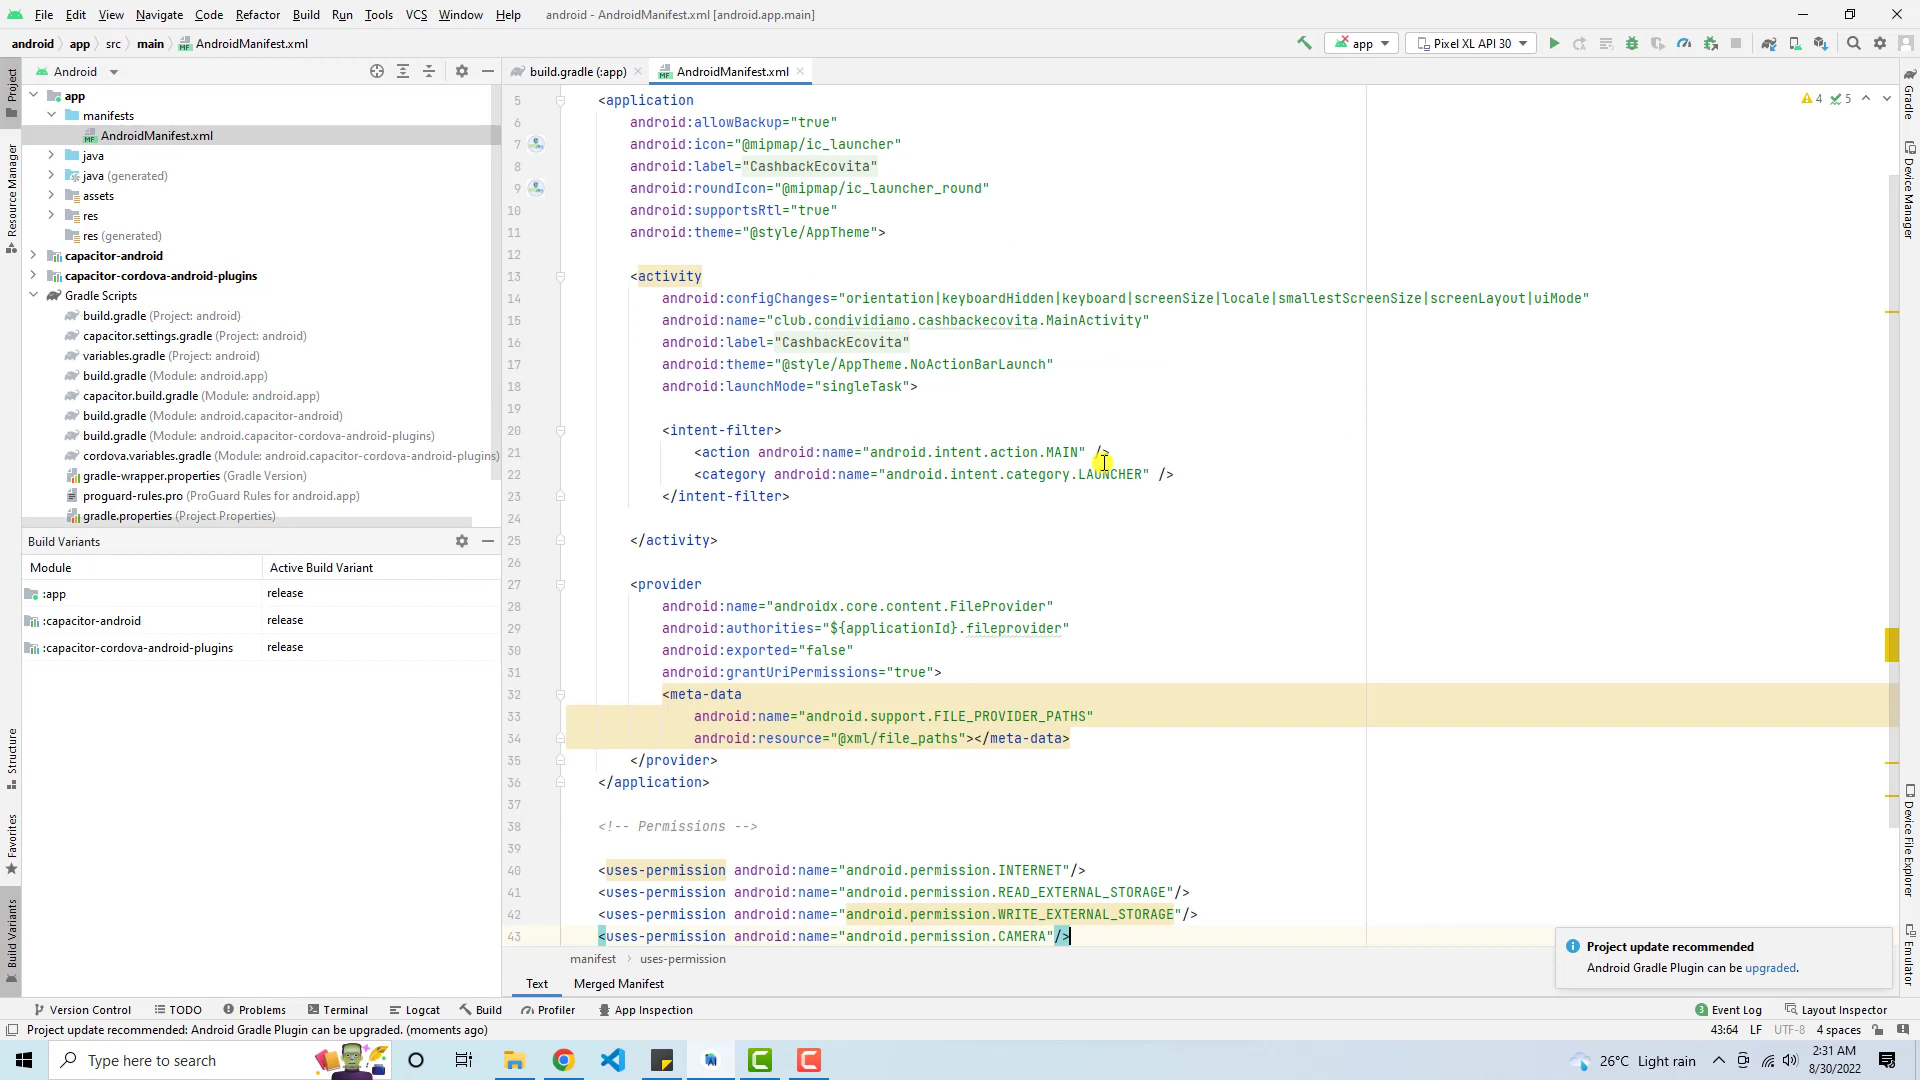 File Edit View Navigate Code Refactor Build Run Tools VCS Window Help android - AndroidManifest.xml [android.app.main]
android app src main AndroidManifest.xml app Pixel XL API 30
Project Android build.gradle (:app) AndroidManifest.xml Gradle
app
manifests
AndroidManifest.xml
java
java (generated)
assets
res
res (generated)
capacitor-android
capacitor-cordova-android-plugins
Gradle Scripts
build.gradle (Project: android)
capacitor.settings.gradle (Project: android)
variables.gradle (Project: android)
build.gradle (Module: android.app)
capacitor.build.gradle (Module: android.app)
build.gradle (Module: android.capacitor-android)
build.gradle (Module: android.capacitor-cordova-android-plugins)
cordova.variables.gradle (Module: android.capacitor-cordova-android-plugins)
gradle-wrapper.properties (Gradle Version)
proguard-rules.pro (ProGuard Rules for android.app)
gradle.properties (Project Properties)
Build Variants
Module Active Build Variant
:app release
:capacitor-android release
:capacitor-cordova-android-plugins release
Resource Manager
Structure
Favorites
Build Variants
4 5
5 <application
6 android:allowBackup="true"
7 android:icon="@mipmap/ic_launcher"
8 android:label="CashbackEcovita"
9 android:roundIcon="@mipmap/ic_launcher_round"
10 android:supportsRtl="true"
11 android:theme="@style/AppTheme">
12
13 <activity
14 android:configChanges="orientation|keyboardHidden|keyboard|screenSize|locale|smallestScreenSize|screenLayout|uiMode"
15 android:name="club.condividiamo.cashbackecovita.MainActivity"
16 android:label="CashbackEcovita"
17 android:theme="@style/AppTheme.NoActionBarLaunch"
18 android:launchMode="singleTask">
19
20 <intent-filter>
21 <action android:name="android.intent.action.MAIN" />
22 <category android:name="android.intent.category.LAUNCHER" />
23 </intent-filter>
24
25 </activity>
26
27 <provider
28 android:name="androidx.core.content.FileProvider"
29 android:authorities="${applicationId}.fileprovider"
30 android:exported="false"
31 android:grantUriPermissions="true">
32 <meta-data
33 android:name="android.support.FILE_PROVIDER_PATHS"
34 android:resource="@xml/file_paths"></meta-data>
35 </provider>
36 </application>
37
38 <!-- Permissions -->
39
40 <uses-permission android:name="android.permission.INTERNET"/>
41 <uses-permission android:name="android.permission.READ_EXTERNAL_STORAGE"/>
42 <uses-permission android:name="android.permission.WRITE_EXTERNAL_STORAGE"/>
43 <uses-permission android:name="android.permission.CAMERA"/>
manifest uses-permission
Text Merged Manifest
Device Manager
Device File Explorer
Emulator
Project update recommended
Android Gradle Plugin can be upgraded.
Version Control TODO Problems Terminal Logcat Build Profiler App Inspection 3 Event Log Layout Inspector
Project update recommended: Android Gradle Plugin can be upgraded. (moments ago) 43:64 LF UTF-8 4 spaces
Type here to search 26°C Light rain 2:31 AM
8/30/2022